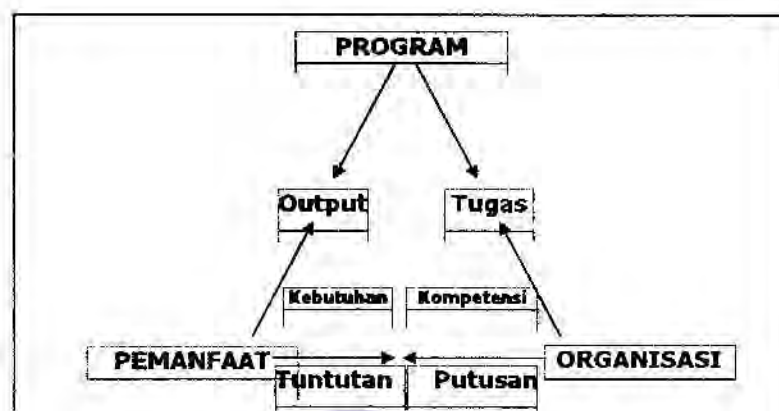 PROGRAM
Output Tugas
Kebutuhan Kompetensi
PEMANFAAT ORGANISASI
Tuntutan Putusan